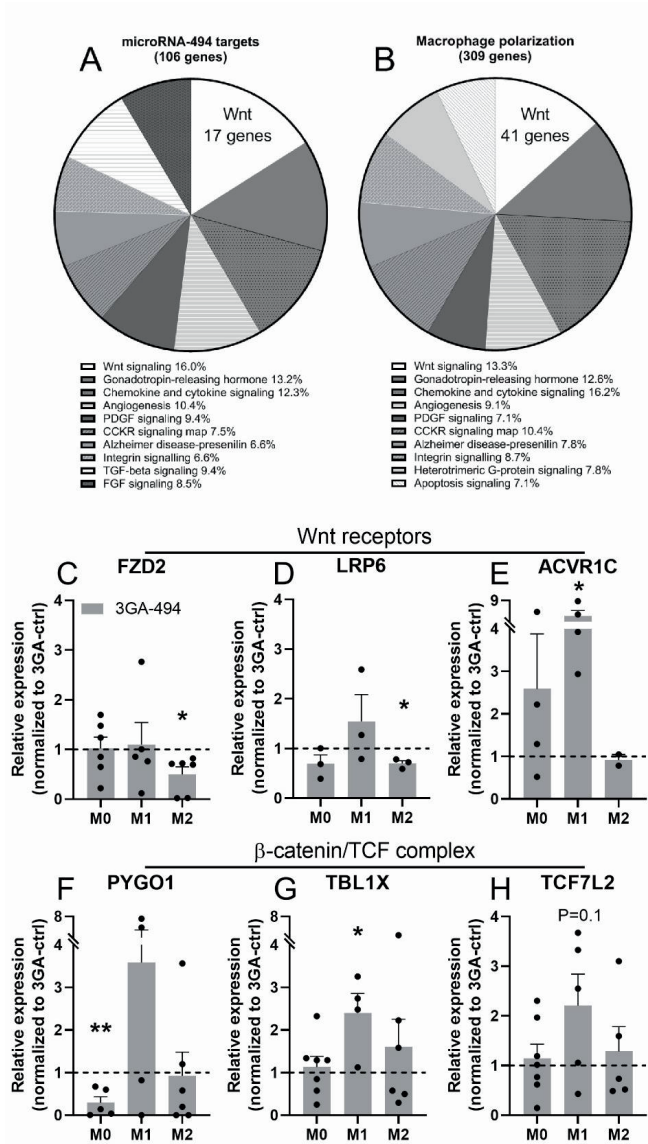 A
microRNA-494 targets
(106 genes)
Wnt
17 genes
Wnt signaling 16.0%
Gonadotropin-releasing hormone 13.2%
Chemokine and cytokine signaling 12.3%
Angiogenesis 10.4%
PDGF signaling 9.4%
CCKR signaling map 7.5%
Alzheimer disease-presenilin 6.6%
Integrin signalling 6.6%
TGF-beta signalling 9.4%
FGF signaling 8.5%
B
Macrophage polarization
(309 genes)
Wnt
41 genes
Wnt signaling 13.3%
Gonadotropin-releasing hormone 12.6%
Chemokine and cytokine signaling 16.2%
Angiogenesis 9.1%
PDGF signaling 7.1%
CCKR signaling map 10.4%
Alzheimer disease-presenilin 7.8%
Integrin signalling 8.7%
Heterotrimeric G-protein signaling 7.8%
Apoptosis signaling 7.1%
Wnt receptors
C
FZD2
Relative expression
(normalized to 3GA-ctrl)
4
3
2
1
0
3GA-494
*
M0 M1 M2
D
LRP6
Relative expression
(normalized to 3GA-ctrl)
4
3
2
1
0
*
M0 M1 M2
E
ACVR1C
Relative expression
(normalized to 3GA-ctrl)
9
4
3
2
1
0
*
M0 M1 M2
β-catenin/TCF complex
F
PYGO1
Relative expression
(normalized to 3GA-ctrl)
8
4
2
1
0
**
M0 M1 M2
G
TBL1X
Relative expression
(normalized to 3GA-ctrl)
8
4
3
2
1
0
*
M0 M1 M2
H
TCF7L2
Relative expression
(normalized to 3GA-ctrl)
4
3
2
1
0
P=0.1
M0 M1 M2